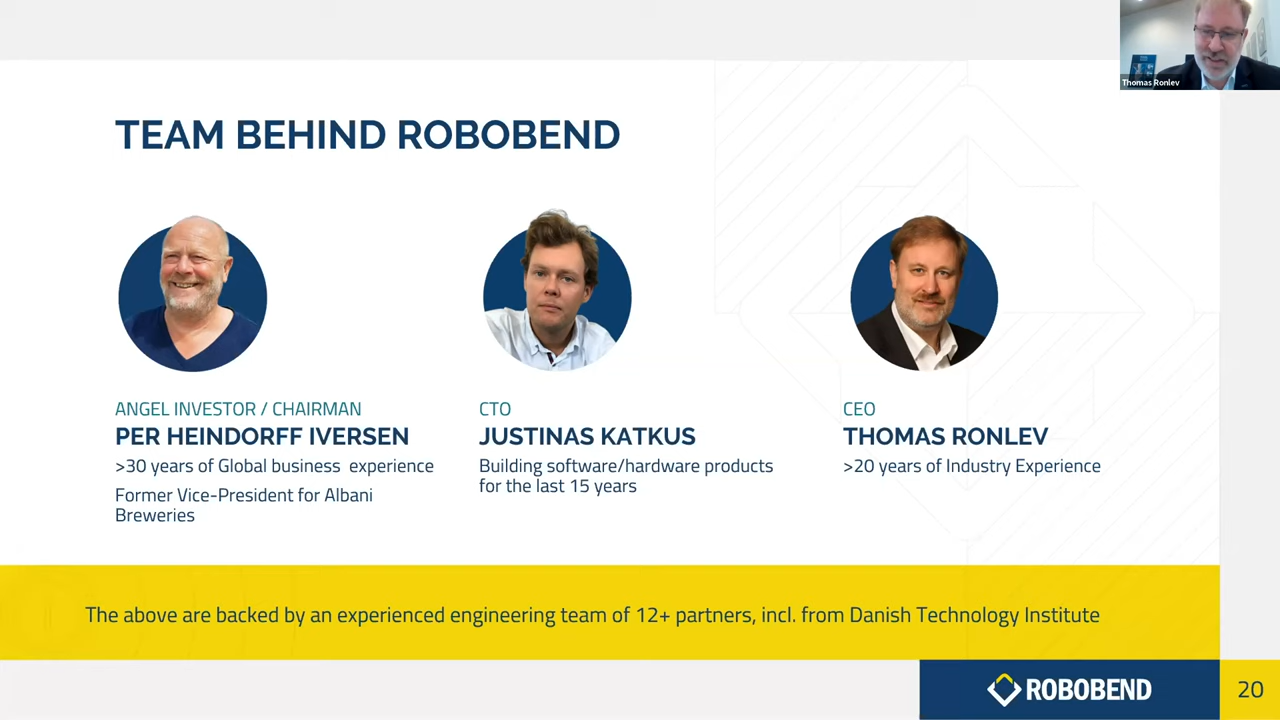 Thomas Ronlev
TEAM BEHIND ROBOBEND
ANGEL INVESTOR / CHAIRMAN
PER HEINDORFF IVERSEN
>30 years of Global business experience
Former Vice-President for Albani
Breweries
CTO
JUSTINAS KATKUS
Building software/hardware products
for the last 15 years
CEO
THOMAS RONLEV
>20 years of Industry Experience
The above are backed by an experienced engineering team of 12+ partners, incl. from Danish Technology Institute
ROBOBEND
20